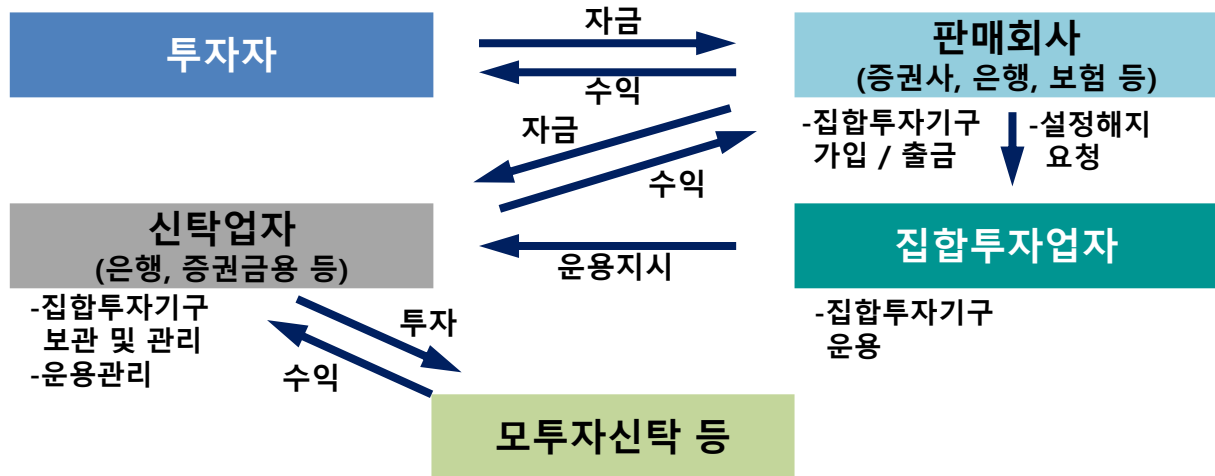 투자자
자금
수익
판매회사
(증권사, 은행, 보험 등)
-집합투자기구
가입 / 출금
-설정해지
요청
자금
수익
신탁업자
(은행, 증권금용 등)
운용지시
집합투자업자
-집합투자기구
보관 및 관리
-운용관리
투자
수익
-집합투자기구
운용
모투자신탁 등